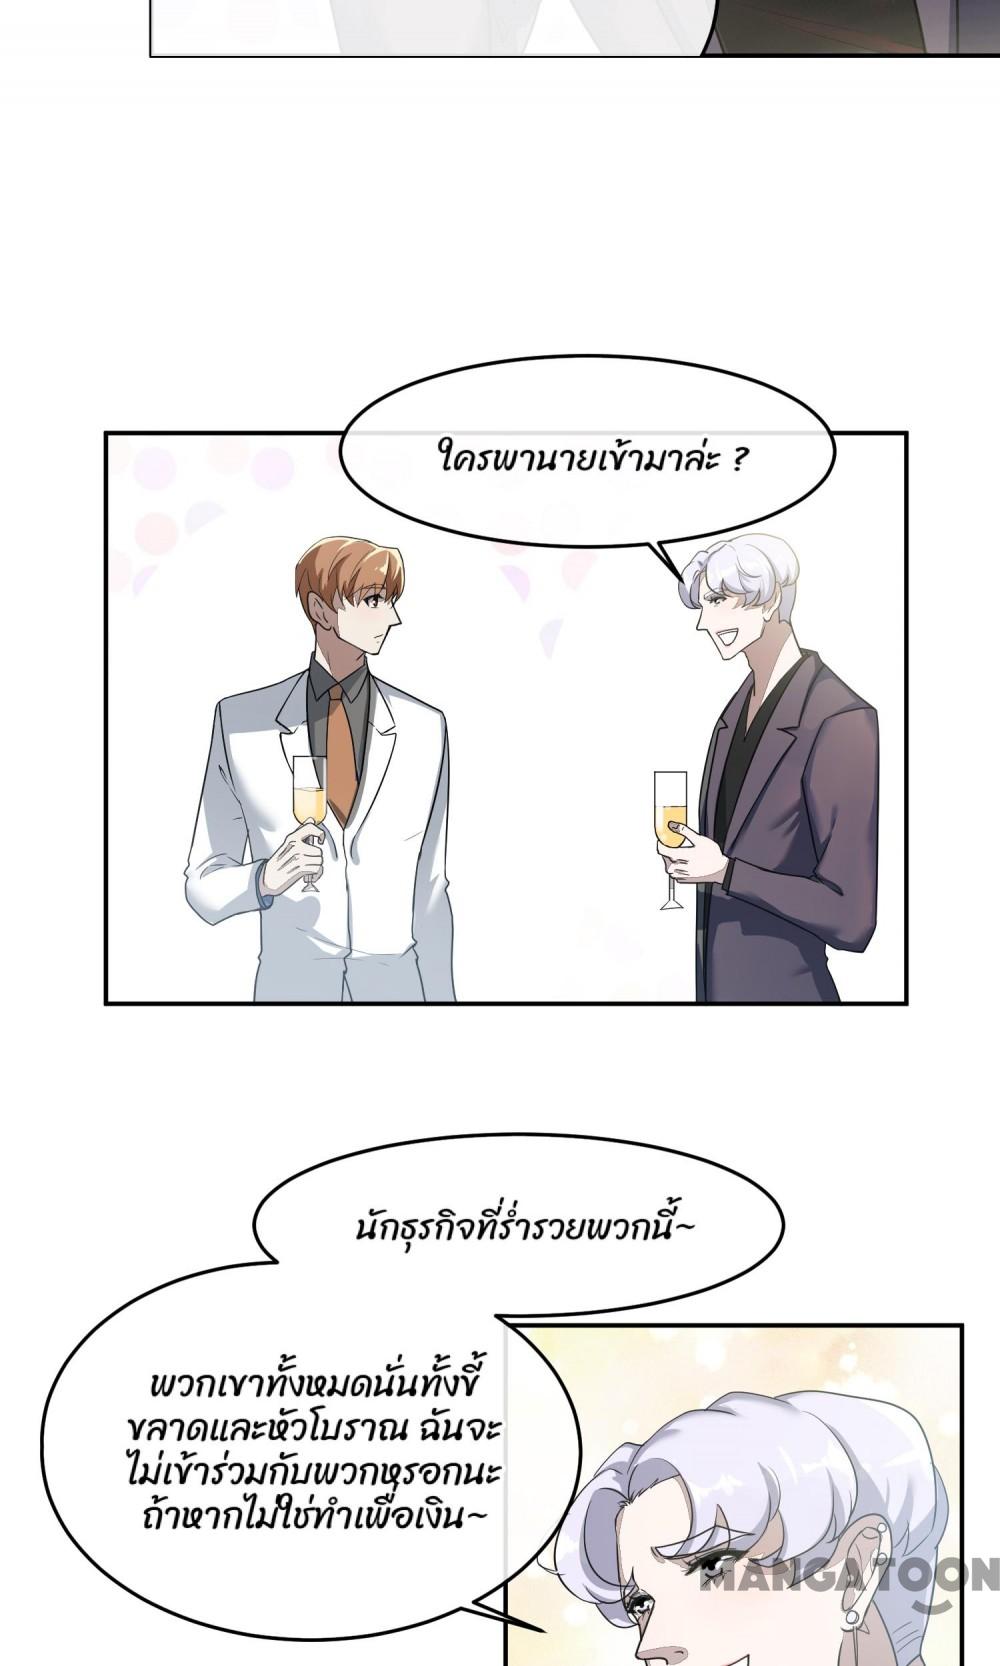 ใครพานายเข้ามาล่ะ ?
นักธุรกิจที่ร่ำรวยพวกนี้~
พวกเขาทั้งหมดนั่นทั้งขี้
ขลาดและหัวโบราณ ฉันจะ
ไม่เข้าร่วมกับพวกหรอกนะ
ถ้าหากไม่ใช่ทำเพื่อเงิน~
MANGATOON